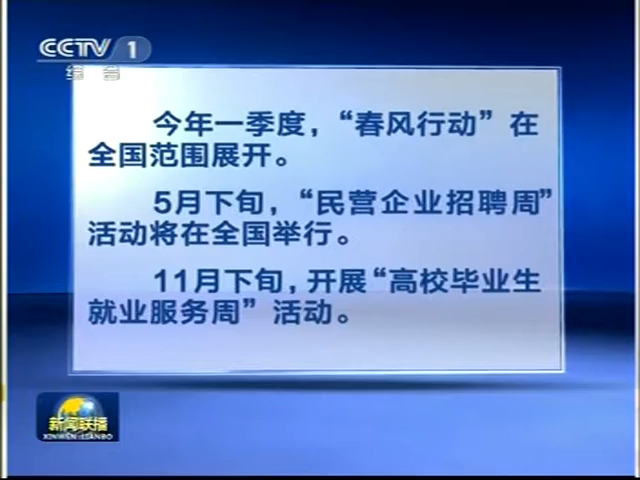 CCTV 1
综合
今年一季度，“春风行动”在
全国范围展开。
5月下旬，“民营企业招聘周”
活动将在全国举行。
11月下旬，开展“高校毕业生
就业服务周”活动。
新闻联播
XINWEN LIANBO